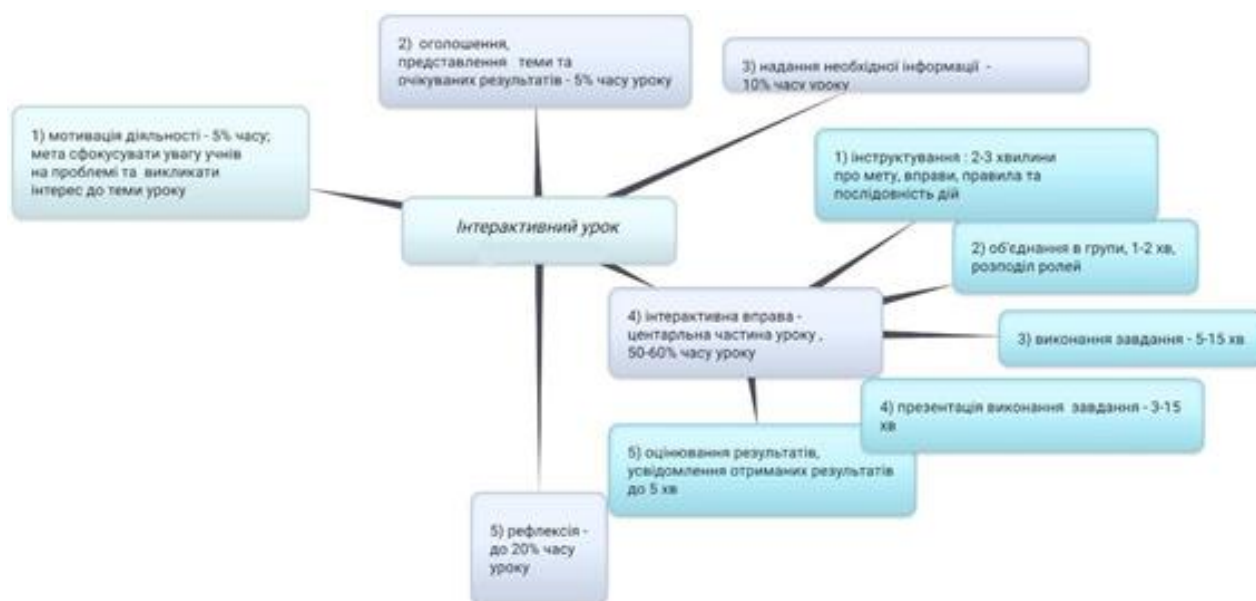 2) оголошення,
представлення теми та
очікуваних результатів - 5% часу уроку
3) надання необхідної інформації -
10% часу уроку
1) мотивація діяльності - 5% часу;
мета сфокусувати увагу учнів
на проблемі та викликати
інтерес до теми уроку
Інтерактивний урок
1) інструктування : 2-3 хвилини
про мету, вправи, правила та
послідовність дій
2) об'єднання в групи, 1-2 хв,
розподіл ролей
4) інтерактивна вправа -
центарльна частина уроку ,
50-60% часу уроку
3) виконання завдання - 5-15 хв
4) презентація виконання завдання - 3-15
хв
5) оцінювання результатів,
усвідомлення отриманих результатів
до 5 хв
5) рефлексія -
до 20% часу
уроку